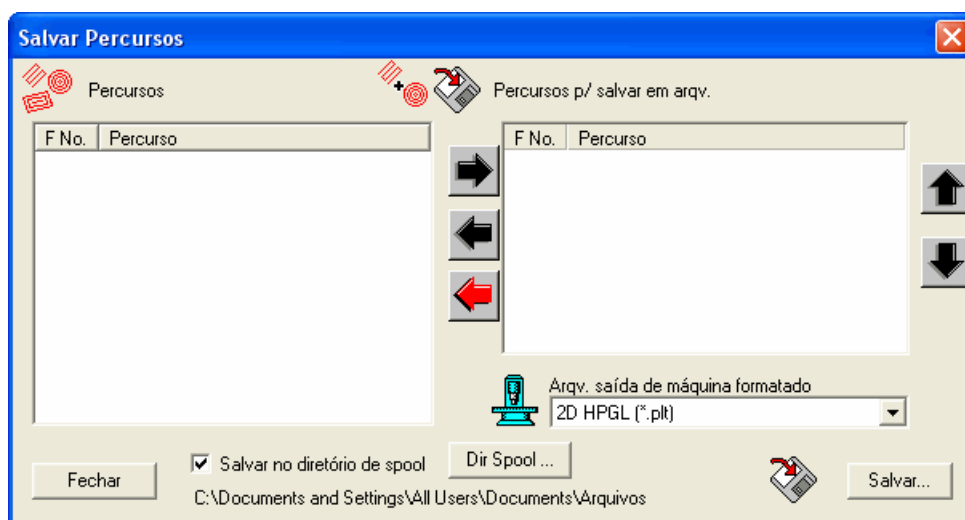 Salvar Percursos
Percursos
Percursos p/ salvar em arqv.
F No. Percurso
F No. Percurso
Arqv. saída de máquina formatado
2D HPGL (*.plt)
Salvar no diretório de spool
Dir Spool ...
Fechar
Salvar...
C:\Documents and Settings\All Users\Documents\Arquivos